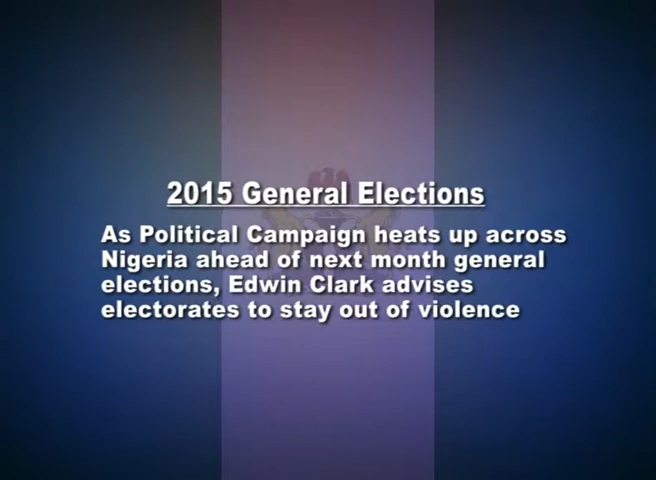 2015 General Elections
As Political Campaign heats up across
Nigeria ahead of next month general
elections, Edwin Clark advises
electorates to stay out of violence